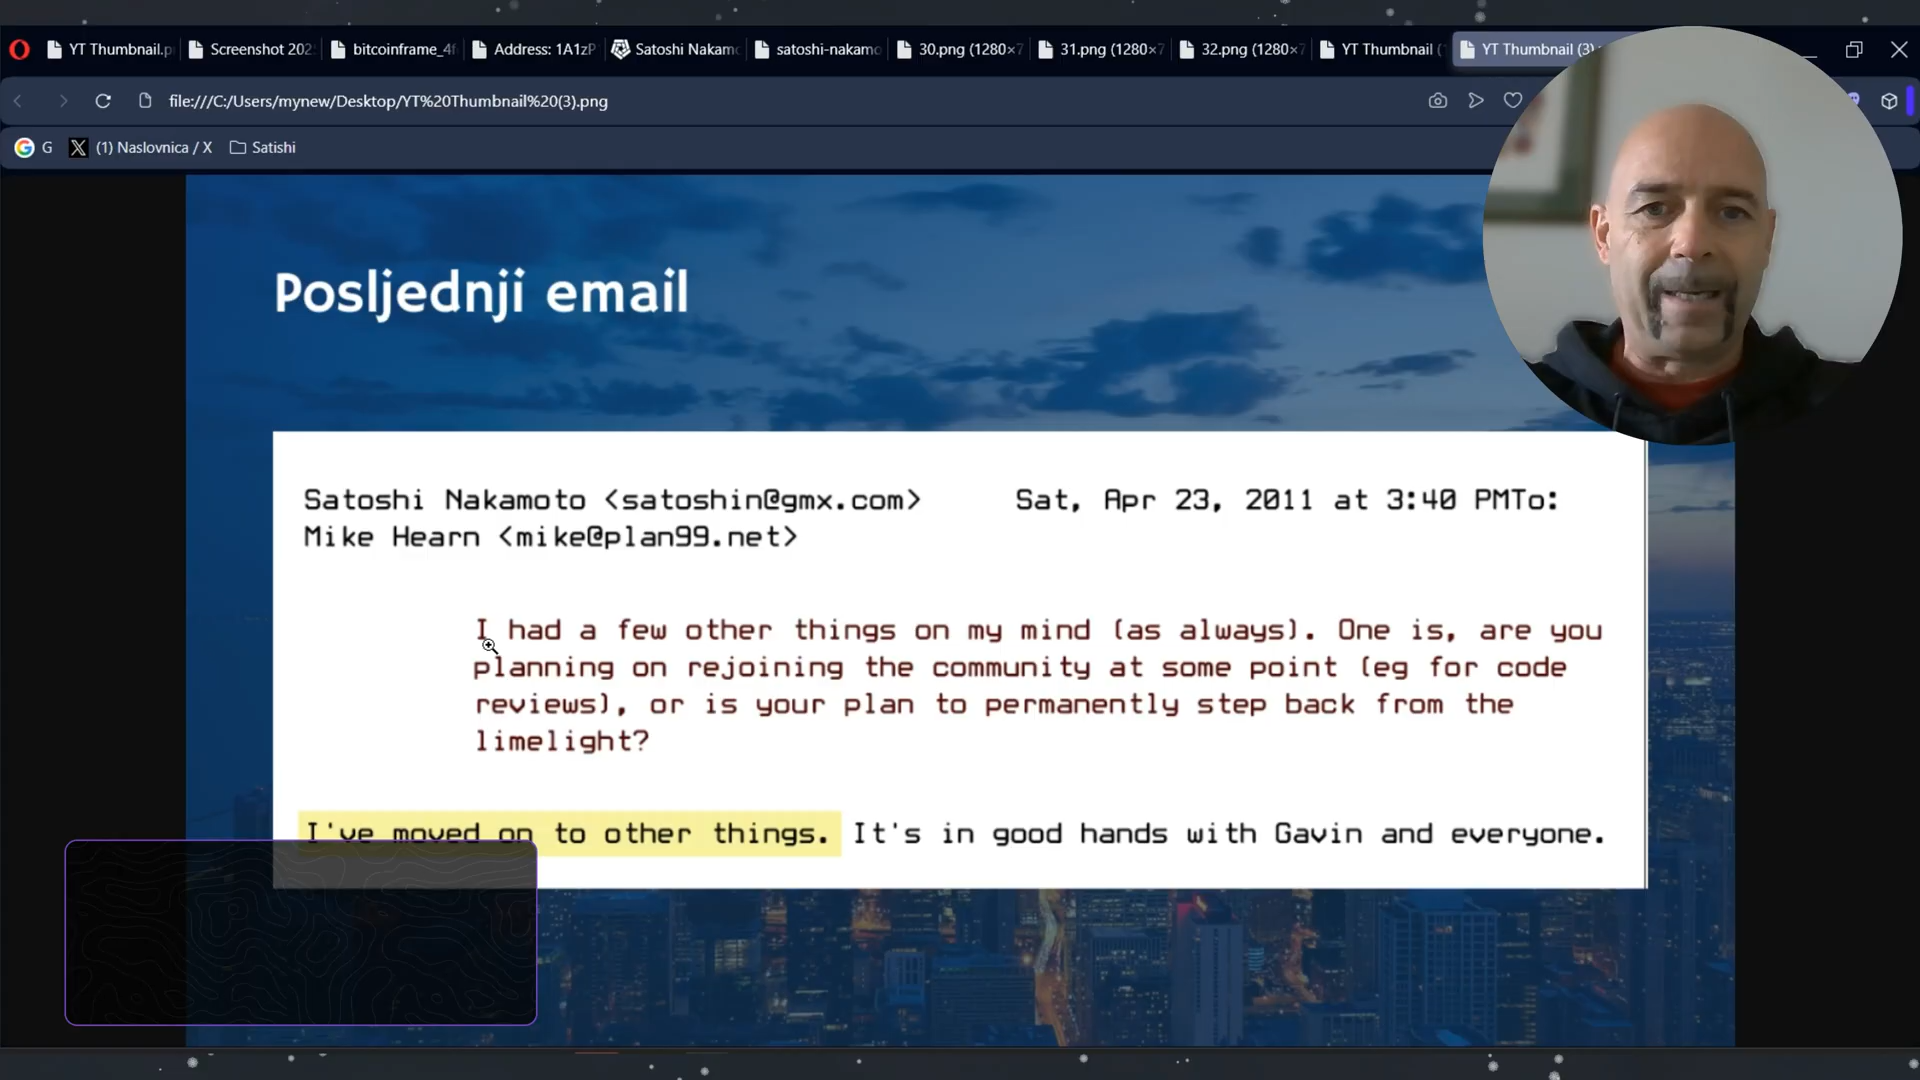 YT Thumbnail.p
Screenshot 202
bitcoinframe_4f
Address: 1A1zP
Satoshi Nakamo
satoshi-nakamo
30.png (1280×7
31.png (1280×7
32.png (1280×7
YT Thumbnail (
YT Thumbnail (3)
file:///C:/Users/mynew/Desktop/YT%20Thumbnail%20(3).png
G
(1) Naslovnica / X
Satishi
Posljednji email
Satoshi Nakamoto <satoshin@gmx.com> Sat, Apr 23, 2011 at 3:40 PMTo:
Mike Hearn <mike@plan99.net>
I had a few other things on my mind (as always). One is, are you
planning on rejoining the community at some point (eg for code
reviews), or is your plan to permanently step back from the
limelight?
I've moved on to other things. It's in good hands with Gavin and everyone.